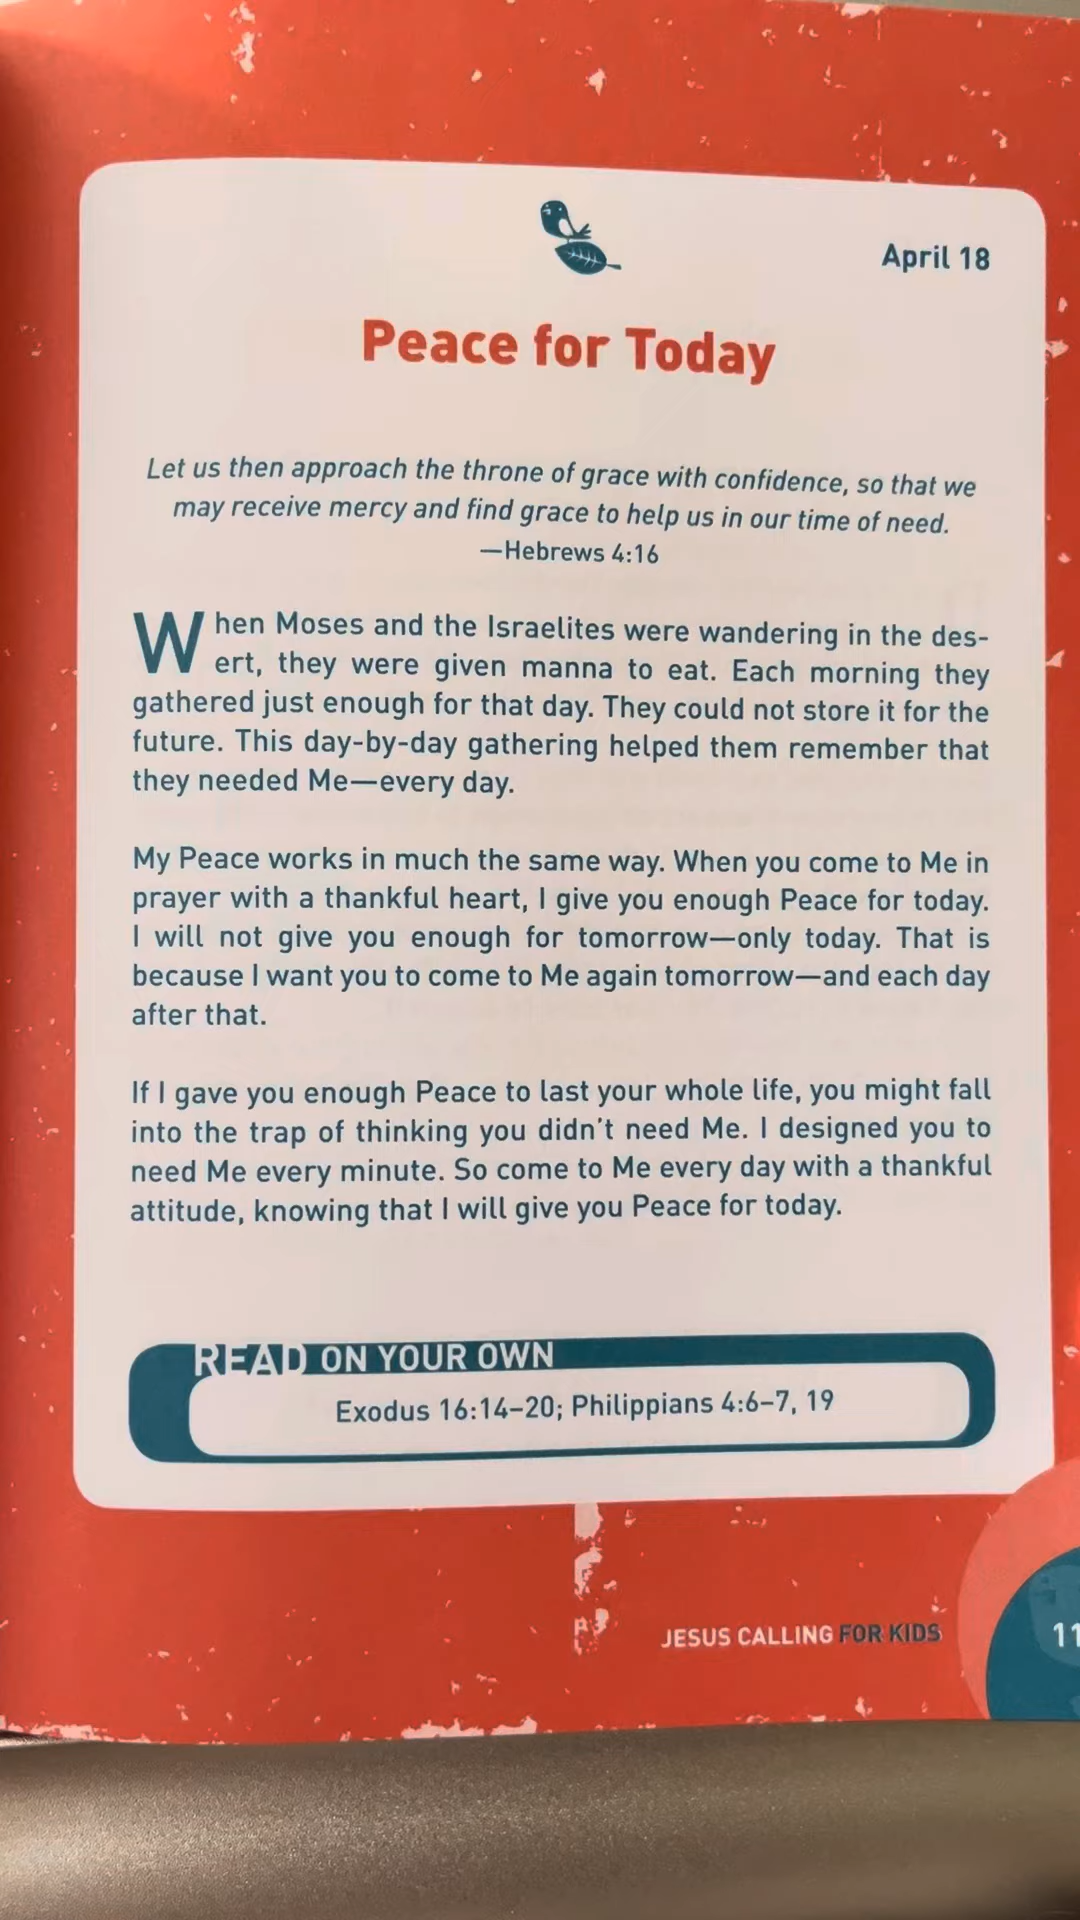 April 18
Peace for Today
Let us then approach the throne of grace with confidence, so that we
may receive mercy and find grace to help us in our time of need.
—Hebrews 4:16
When Moses and the Israelites were wandering in the des-
ert, they were given manna to eat. Each morning they
gathered just enough for that day. They could not store it for the
future. This day-by-day gathering helped them remember that
they needed Me—every day.
My Peace works in much the same way. When you come to Me in
prayer with a thankful heart, I give you enough Peace for today.
I will not give you enough for tomorrow—only today. That is
because I want you to come to Me again tomorrow—and each day
after that.
If I gave you enough Peace to last your whole life, you might fall
into the trap of thinking you didn't need Me. I designed you to
need Me every minute. So come to Me every day with a thankful
attitude, knowing that I will give you Peace for today.
READ ON YOUR OWN
Exodus 16:14–20; Philippians 4:6–7, 19
JESUS CALLING FOR KIDS